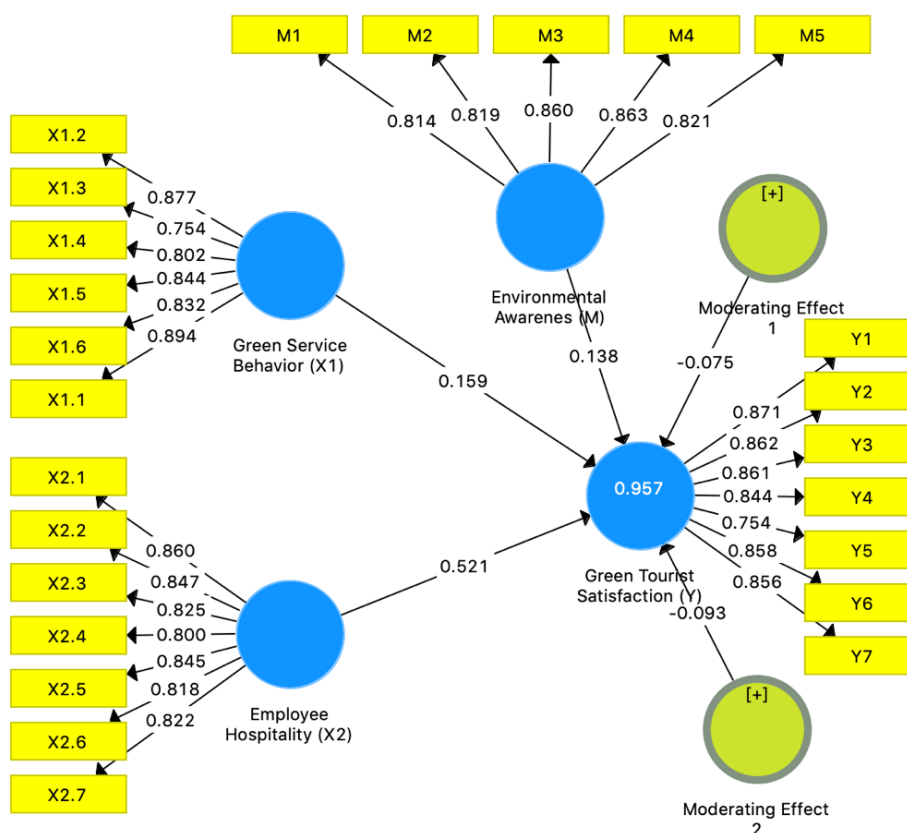 M1
M2
M3
M4
M5
0.814
0.819
0.860
0.863
0.821
X1.2
X1.3
X1.4
X1.5
X1.6
X1.1
0.877
0.754
0.802
0.844
0.832
0.894
Green Service
Behavior (X1)
Environmental
Awarenes (M)
[+]
Moderating Effect
1
0.159
0.138
-0.075
X2.1
X2.2
X2.3
X2.4
X2.5
X2.6
X2.7
0.860
0.847
0.825
0.800
0.845
0.818
0.822
Employee
Hospitality (X2)
0.521
0.957
Green Tourist
Satisfaction (Y)
0.871
0.862
0.861
0.844
0.754
0.858
0.856
Y1
Y2
Y3
Y4
Y5
Y6
Y7
-0.093
[+]
Moderating Effect
2